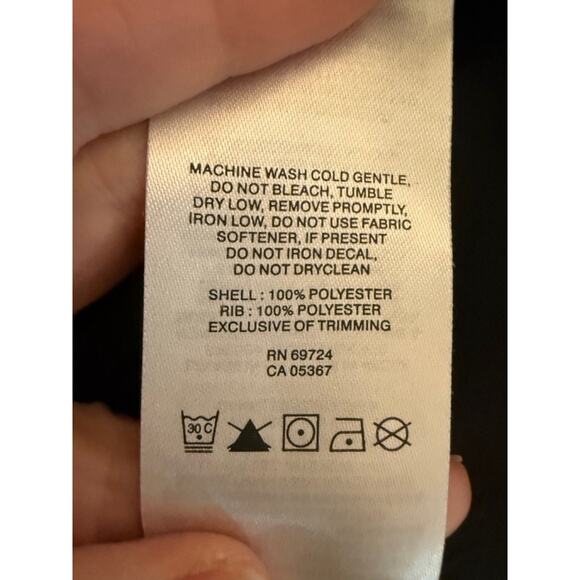 MACHINE WASH COLD GENTLE,
DO NOT BLEACH, TUMBLE
DRY LOW, REMOVE PROMPTLY,
IRON LOW, DO NOT USE FABRIC
SOFTENER, IF PRESENT
DO NOT IRON DECAL,
DO NOT DRYCLEAN
SHELL : 100% POLYESTER
RIB : 100% POLYESTER
EXCLUSIVE OF TRIMMING
RN 69724
CA 05367
30 C